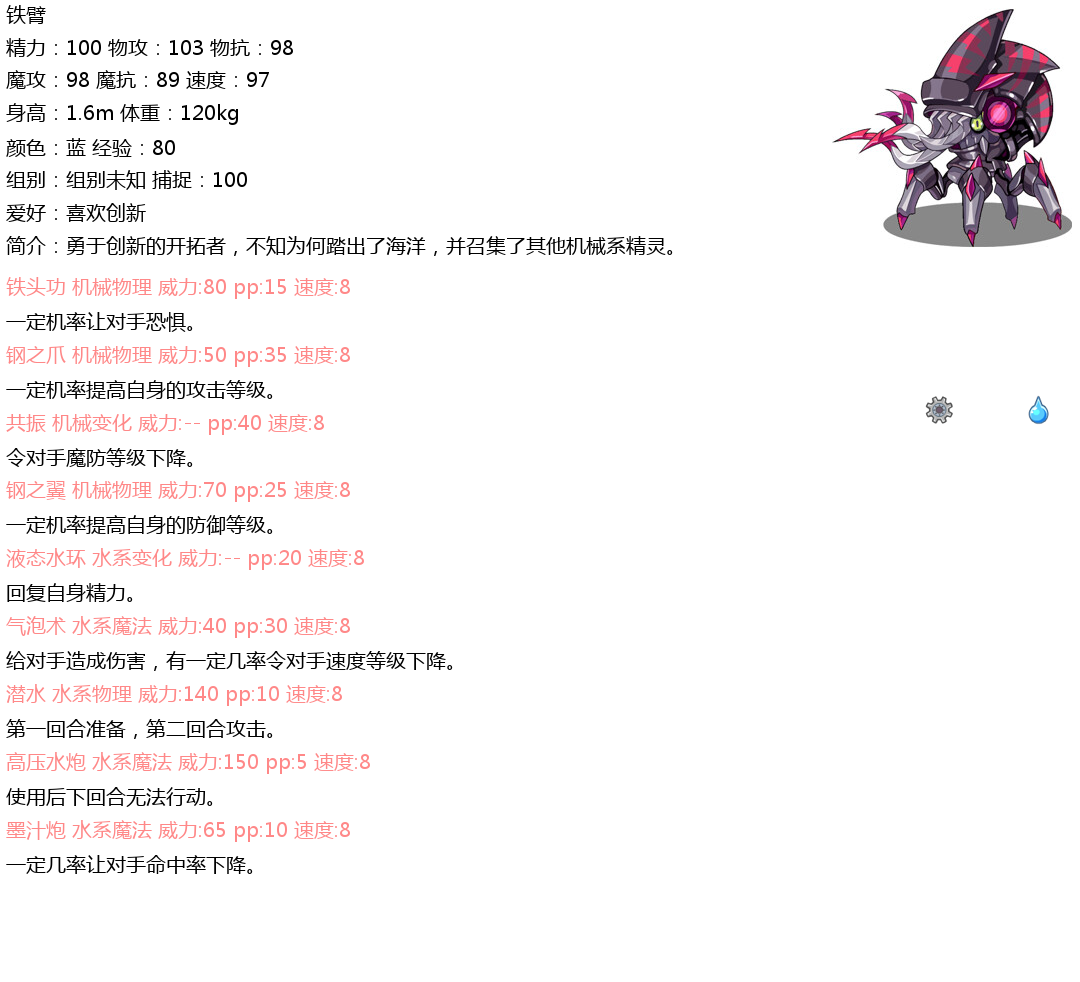 铁臂
精力：100 物攻：103 物抗：98
魔攻：98 魔抗：89 速度：97
身高：1.6m 体重：120kg
颜色：蓝 经验：80
组别：组别未知 捕捉：100
爱好：喜欢创新
简介：勇于创新的开拓者，不知为何踏出了海洋，并召集了其他机械系精灵。
铁头功 机械物理 威力:80 pp:15 速度:8
一定机率让对手恐惧。
钢之爪 机械物理 威力:50 pp:35 速度:8
一定机率提高自身的攻击等级。
共振 机械变化 威力:-- pp:40 速度:8
令对手魔防等级下降。
钢之翼 机械物理 威力:70 pp:25 速度:8
一定机率提高自身的防御等级。
液态水环 水系变化 威力:-- pp:20 速度:8
回复自身精力。
气泡术 水系魔法 威力:40 pp:30 速度:8
给对手造成伤害，有一定几率令对手速度等级下降。
潜水 水系物理 威力:140 pp:10 速度:8
第一回合准备，第二回合攻击。
高压水炮 水系魔法 威力:150 pp:5 速度:8
使用后下回合无法行动。
墨汁炮 水系魔法 威力:65 pp:10 速度:8
一定几率让对手命中率下降。